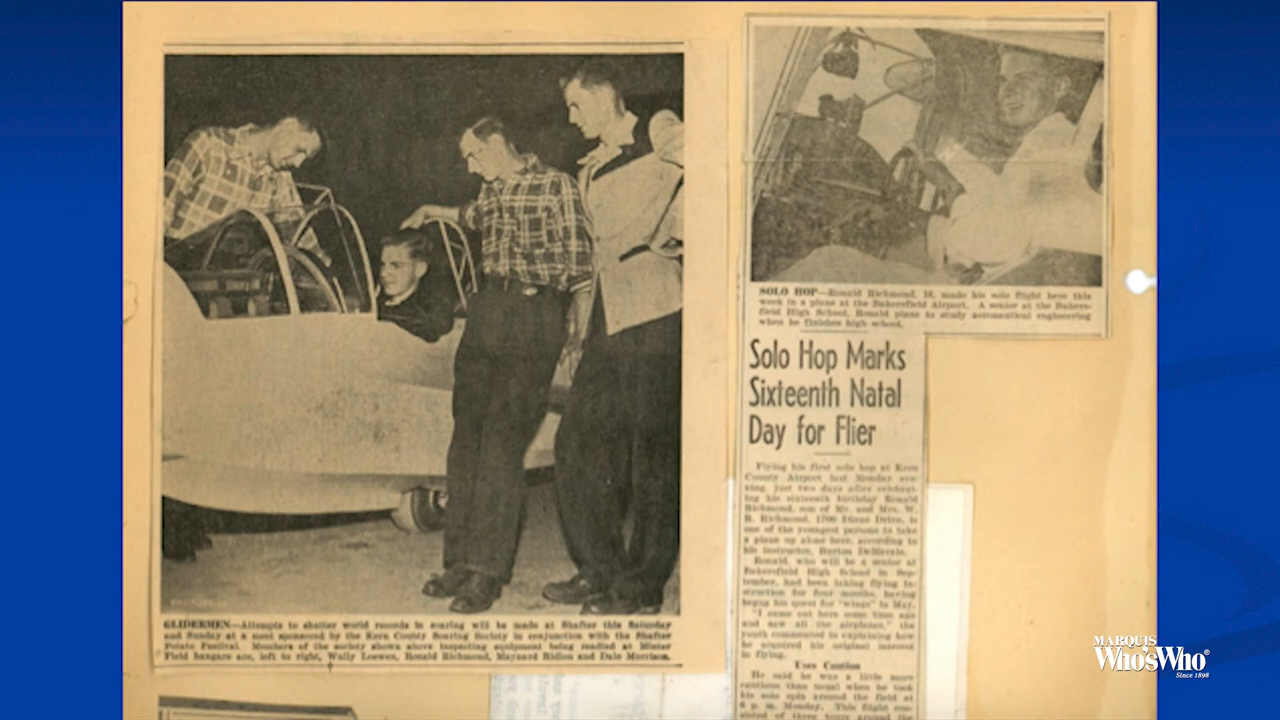 GLIDERMEN—Attempts to shatter world records in soaring will be made at Shafter this Saturday
and Sunday at a meet sponsored by the Kern County Soaring Society in conjunction with the Shafter
Potato Festival. Members of the society shown above inspecting equipment being readied at Minter
Field hangars are, left to right, Wally Loewen, Ronald Richmond, Maynard Ridlon and Dale Morrison.
SOLO HOP—Ronald Richmond, 16, made his solo flight here this
week in a plane at the Bakersfield Airport. A senior at the Bakers-
field High School, Ronald plans to study aeronautical engineering
when he finishes high school.
Solo Hop Marks
Sixteenth Natal
Day for Flier
Flying his first solo hop at Kern
County Airport last Monday eve-
ning, just two days after celebrat-
ing his sixteenth birthday Ronald
Richmond, son of Mr. and Mrs. W.
R. Richmond, 1700 Diane Drive, is
one of the youngest persons to take
a plane up alone here, according to
his instructor, Burton DeMarais.
Ronald, who will be a senior at
Bakersfield High School in Sep-
tember, had been taking flying in-
struction for four months, having
begun his quest for "wings" in May.
"I came out here some time ago
and saw all the airplanes," the
youth commented in explaining how
he acquired his original interest
in flying.
Uses Caution
He said he was a little more
cautious than usual when he took
his solo spin around the field at
6 p. m. Monday. This flight con-
sisted of three hours around the
MARQUIS
Who'sWho®
Since 1898